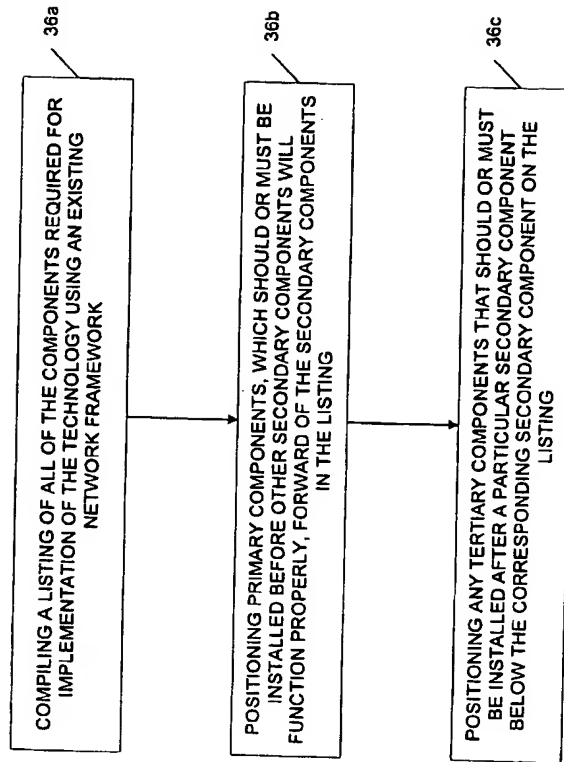 COMPILING A LISTING OF ALL OF THE COMPONENTS REQUIRED FOR
IMPLEMENTATION OF THE TECHNOLOGY USING AN EXISTING
NETWORK FRAMEWORK
36a
POSITIONING PRIMARY COMPONENTS, WHICH SHOULD OR MUST BE
INSTALLED BEFORE OTHER SECONDARY COMPONENTS WILL
FUNCTION PROPERLY, FORWARD OF THE SECONDARY COMPONENTS
IN THE LISTING
36b
POSITIONING ANY TERTIARY COMPONENTS THAT SHOULD OR MUST
BE INSTALLED AFTER A PARTICULAR SECONDARY COMPONENT
BELOW THE CORRESPONDING SECONDARY COMPONENT ON THE
LISTING
36c